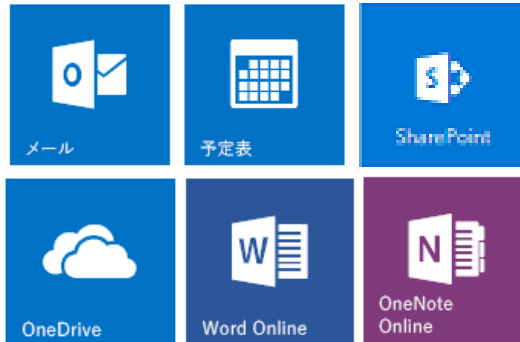 メール
予定表
SharePoint
OneDrive
Word Online
OneNote
Online